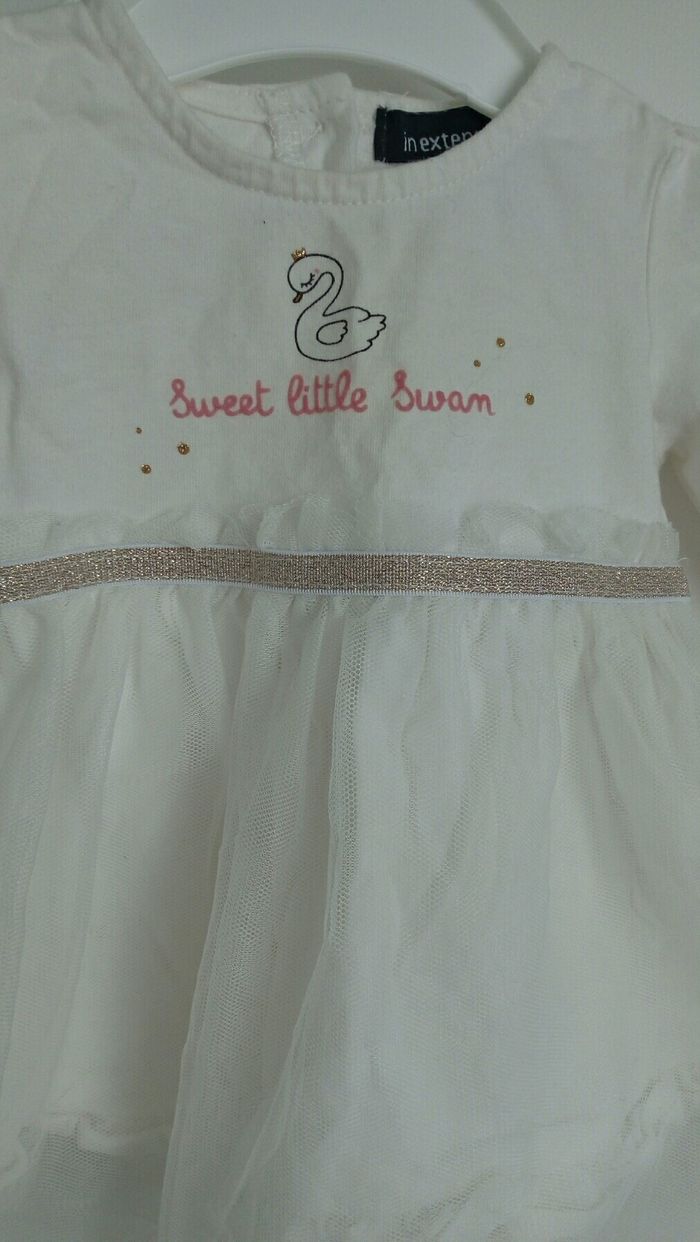 in exten
Sweet little Swan